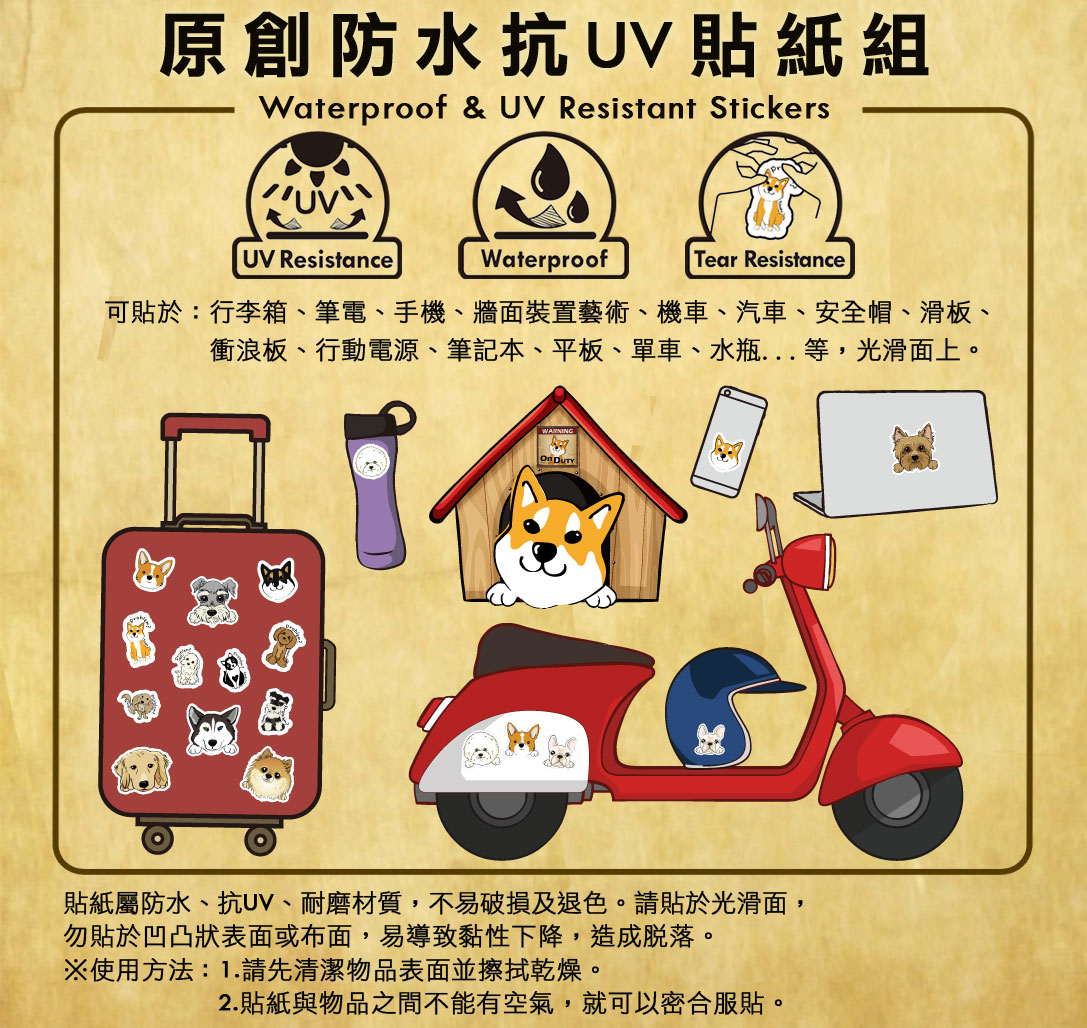 原創防水抗UV貼紙組
Waterproof & UV Resistant Stickers
UV
UV Resistance
Waterproof
Tear Resistance
可貼於：行李箱、筆電、手機、牆面裝置藝術、機車、汽車、安全帽、滑板、
衝浪板、行動電源、筆記本、平板、單車、水瓶...等，光滑面上。
WARNING
On DUTY
貼紙屬防水、抗UV、耐磨材質，不易破損及退色。請貼於光滑面，
勿貼於凹凸狀表面或布面，易導致黏性下降，造成脫落。
※使用方法：1.請先清潔物品表面並擦拭乾燥。
2.貼紙與物品之間不能有空氣，就可以密合服貼。